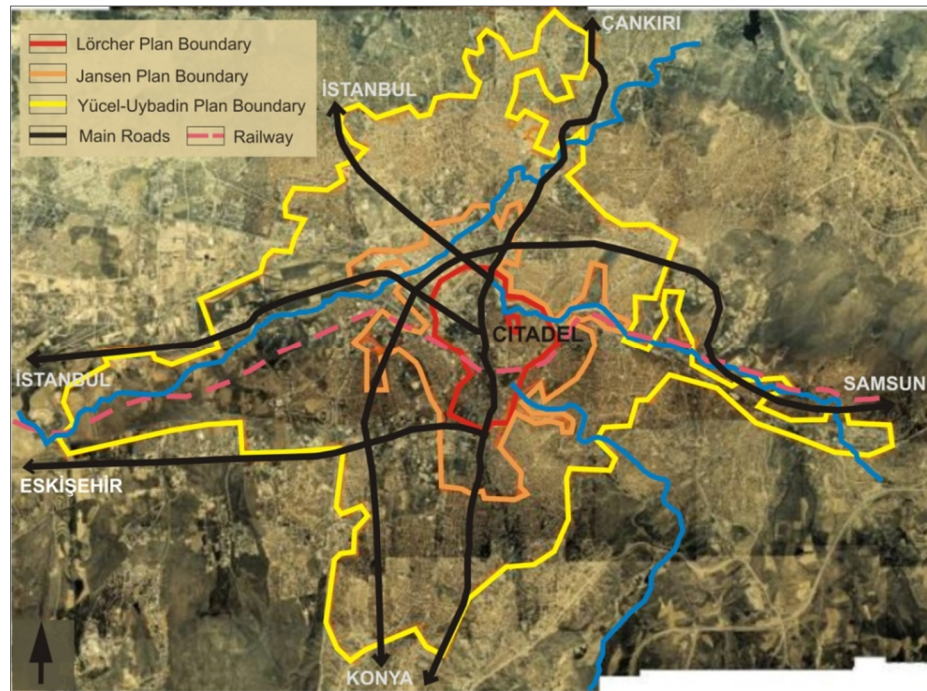 Lörcher Plan Boundary
Jansen Plan Boundary
Yücel-Uybadin Plan Boundary
Main Roads Railway
ÇANKIRI
İSTANBUL
CITADEL
İSTANBUL
SAMSUN
ESKİŞEHİR
KONYA